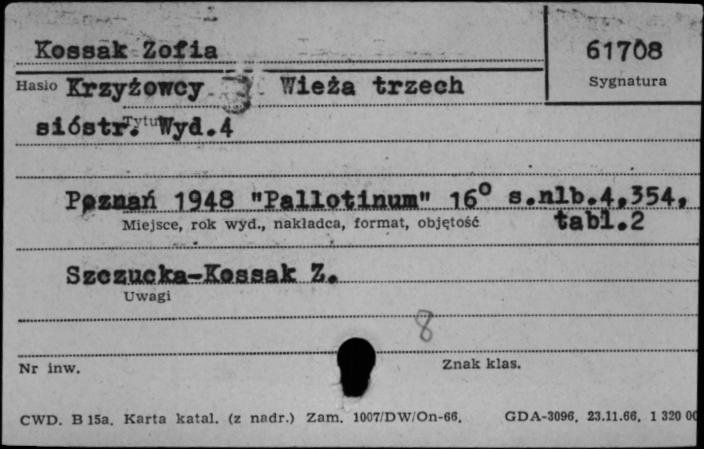 Kossak Zofia
61708
Sygnatura
Hasło Krzyżowcy 3 Wieża trzech
sióstr. Tytuł Wyd.4
Poznań 1948 "Pallotinum" 16° s.nlb.4,354,
Miejsce, rok wyd., nakładca, format, objętość tabl.2
Szczucka-Kossak Z.
Uwagi
8
Nr inw.
Znak klas.
CWD. B 15a. Karta katal. (z nadr.) Zam. 1007/DW/On-66. GDA-3096. 23.11.66. 1 320 00